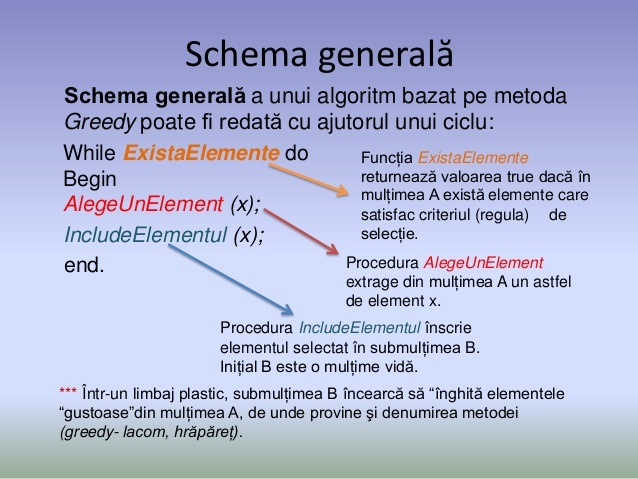 Schema generală
Schema generală a unui algoritm bazat pe metoda
Greedy poate fi redată cu ajutorul unui ciclu:
While ExistaElemente do
Begin
AlegeUnElement (x);
IncludeElementul (x);
end.
Funcția ExistaElemente
returnează valoarea true dacă în
mulțimea A există elemente care
satisfac criteriul (regula) de
selecție.
Procedura AlegeUnElement
extrage din mulțimea A un astfel
de element x.
Procedura IncludeElementul înscrie
elementul selectat în submulțimea B.
Inițial B este o mulțime vidă.
*** Într-un limbaj plastic, submulțimea B încearcă să “înghită elementele
“gustoase”din mulțimea A, de unde provine şi denumirea metodei
(greedy- lacom, hrăpăreț).